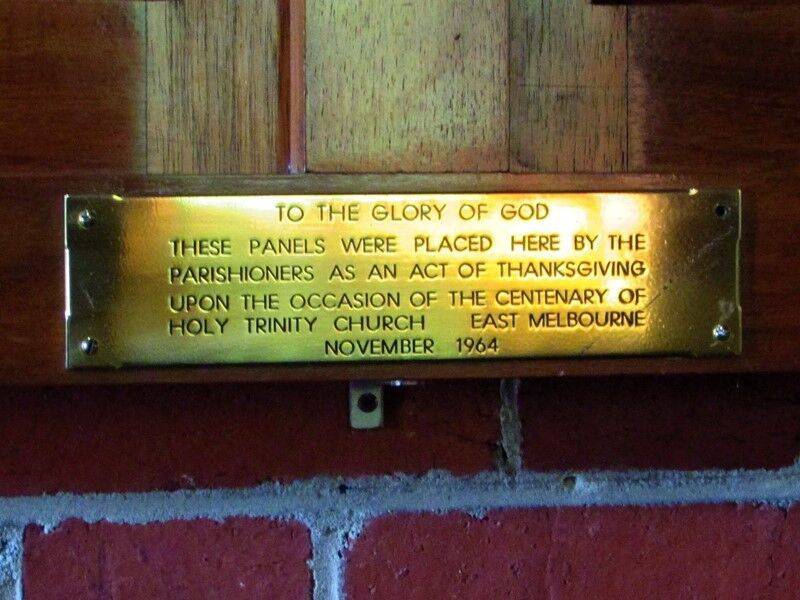 TO THE GLORY OF GOD
THESE PANELS WERE PLACED HERE BY THE
PARISHIONERS AS AN ACT OF THANKSGIVING
UPON THE OCCASION OF THE CENTENARY OF
HOLY TRINITY CHURCH EAST MELBOURNE
NOVEMBER 1964